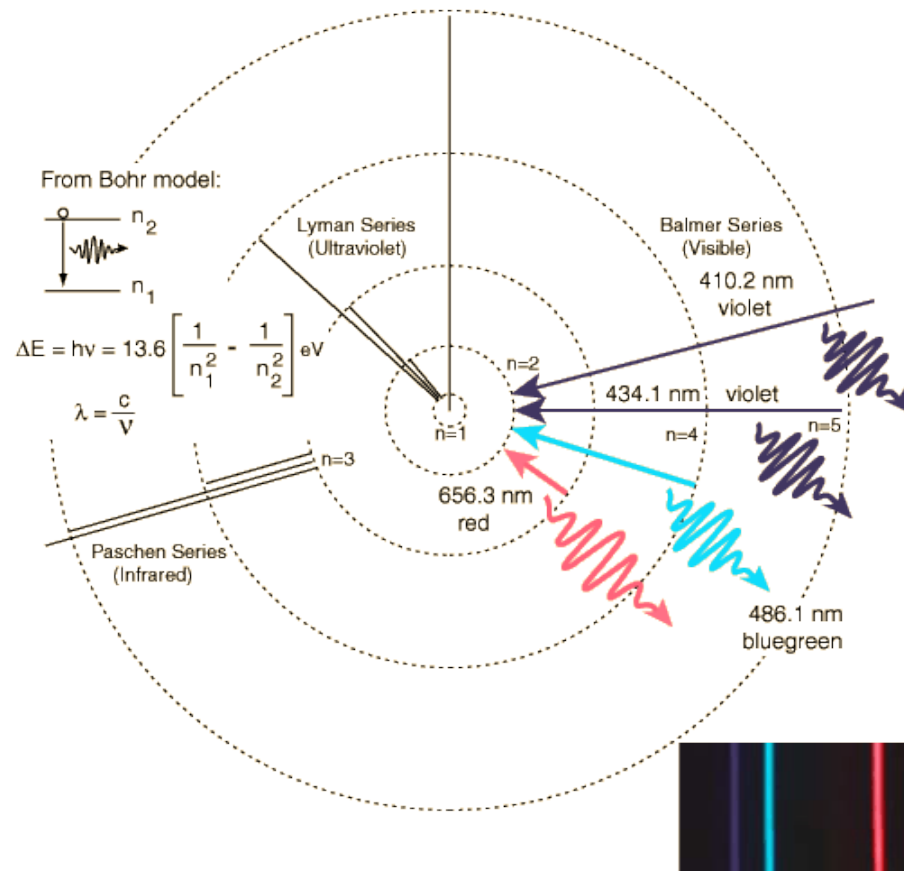 From Bohr model:
n₂
n₁
ΔE = hν = 13.6 [ 1/n₁² - 1/n₂² ] eV
λ = c/ν
Lyman Series
(Ultraviolet)
Balmer Series
(Visible)
410.2 nm
violet
n=2
434.1 nm violet
n=1
n=4
n=5
n=3
656.3 nm
red
Paschen Series
(Infrared)
486.1 nm
bluegreen